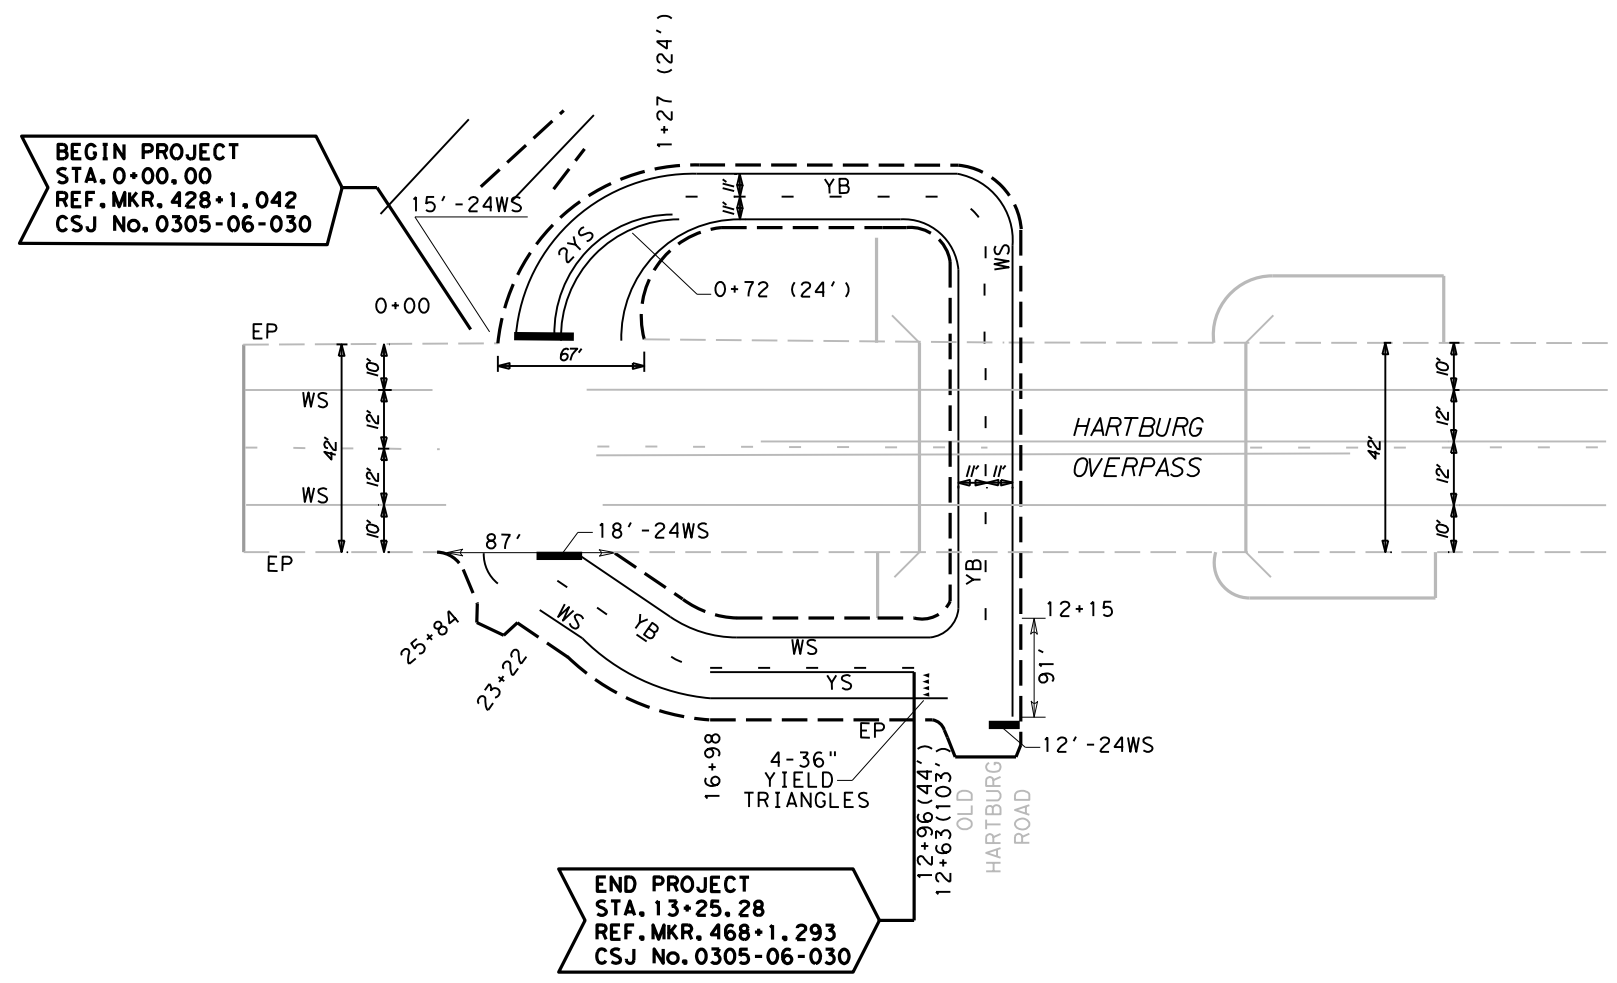 1+27 (24')
BEGIN PROJECT
STA. 0+00.00
REF. MKR. 428+1.042
CSJ No. 0305-06-030
15'-24WS
11'
11'
YB
2YS
WS
0+72 (24')
0+00
EP
67'
10'
WS
12'
42'
12'
WS
10'
EP
HARTBURG
OVERPASS
11'
11'
42'
10'
12'
12'
10'
87'
18'-24WS
YB
12+15
91'
25+84
23+22
WS
YB
WS
YS
EP
12'-24WS
16+98
4-36"
YIELD
TRIANGLES
12+96(44')
12+63(103')
OLD
HARTBURG
ROAD
END PROJECT
STA. 13+25.28
REF. MKR. 468+1.293
CSJ No. 0305-06-030